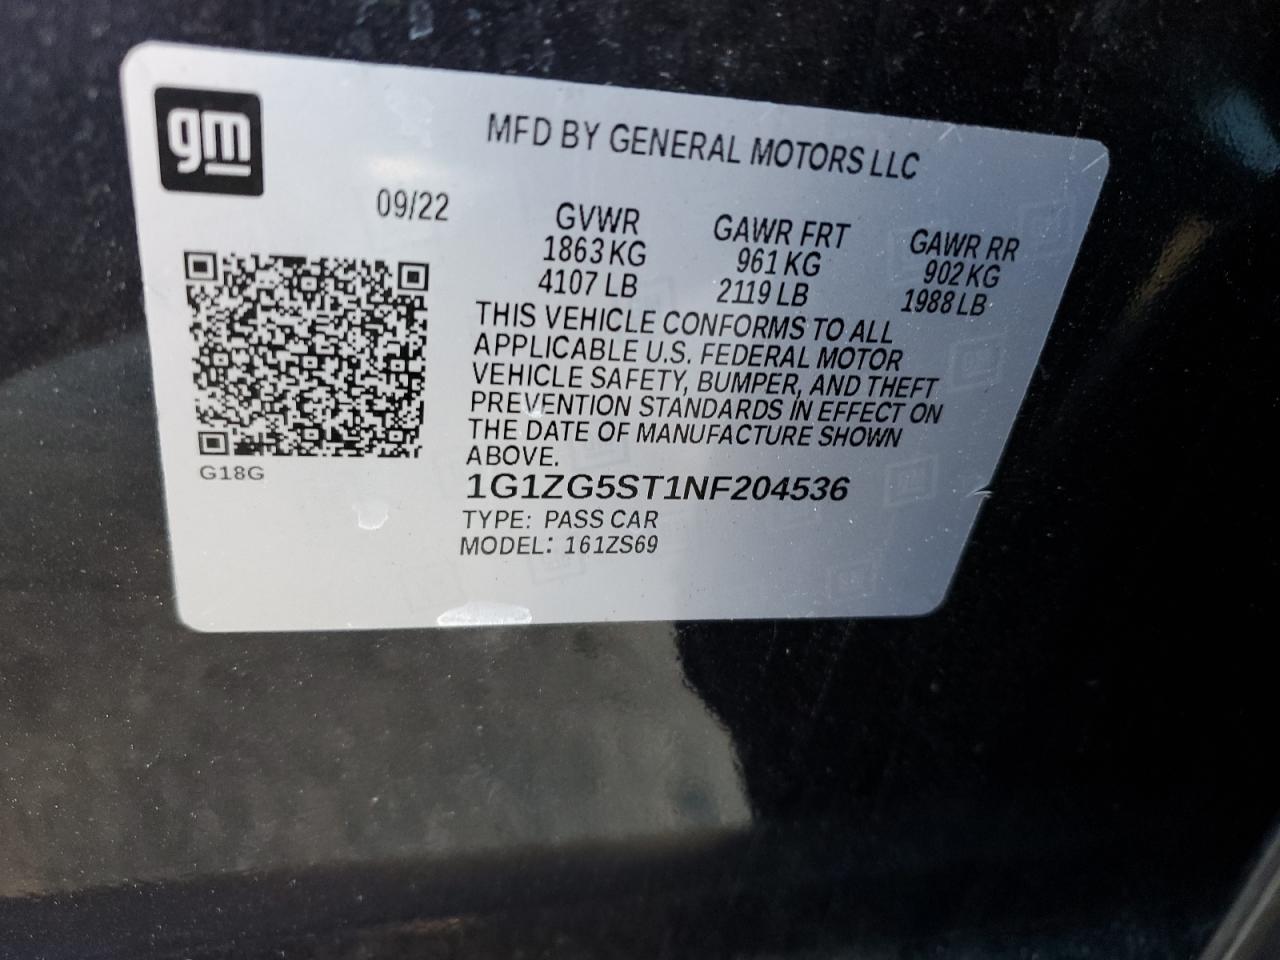 gm
MFD BY GENERAL MOTORS LLC
09/22
GVWR GAWR FRT GAWR RR
1863 KG 961 KG 902 KG
4107 LB 2119 LB 1988 LB
THIS VEHICLE CONFORMS TO ALL
APPLICABLE U.S. FEDERAL MOTOR
VEHICLE SAFETY, BUMPER, AND THEFT
PREVENTION STANDARDS IN EFFECT ON
THE DATE OF MANUFACTURE SHOWN
ABOVE.
G18G
1G1ZG5ST1NF204536
TYPE: PASS CAR
MODEL: 161ZS69